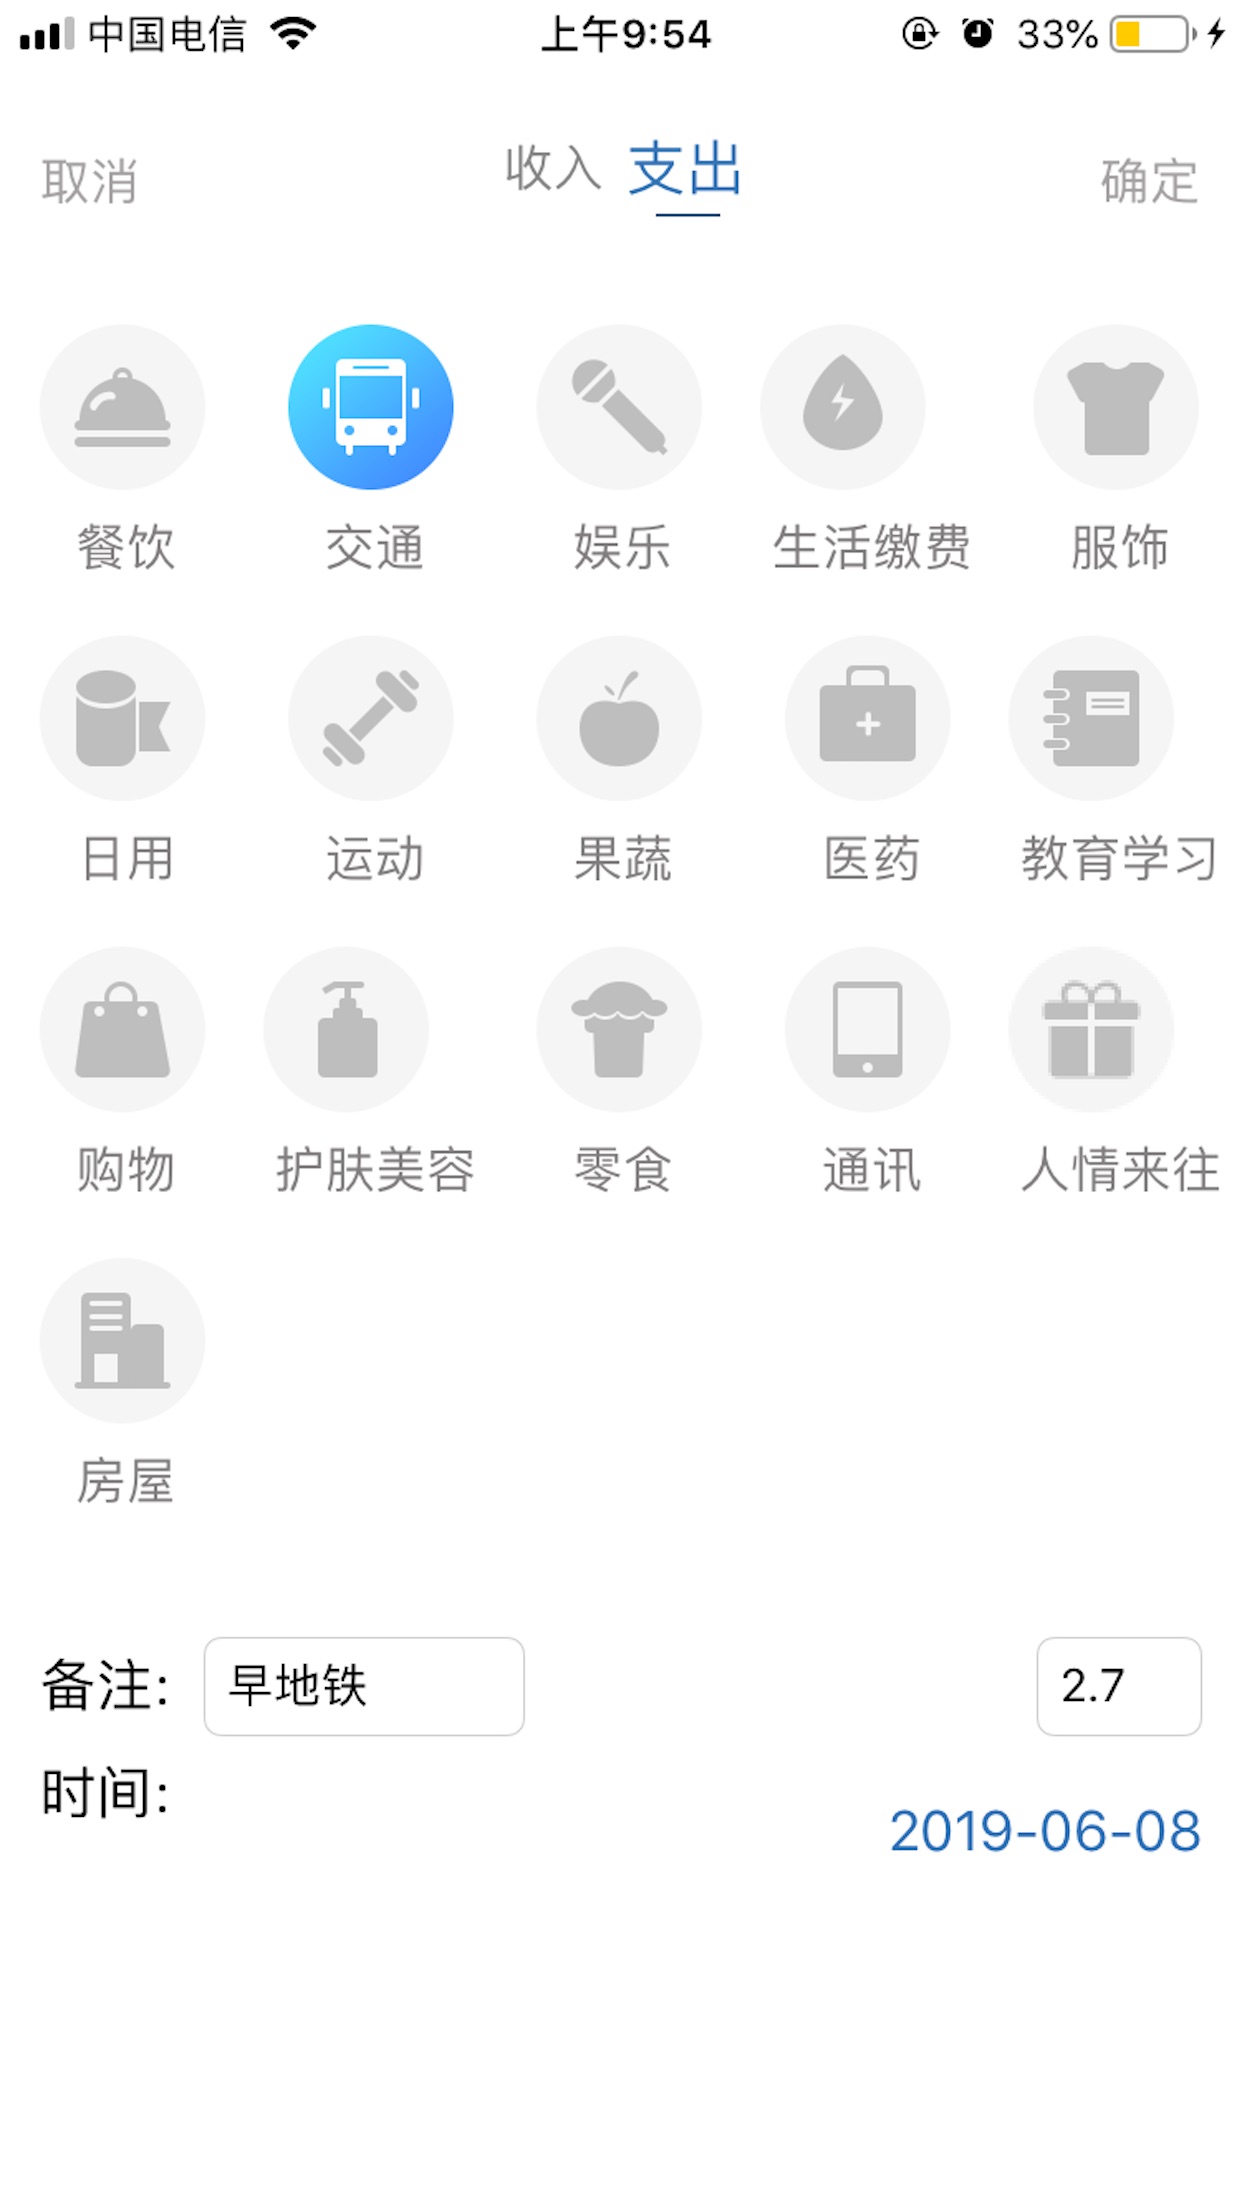 中国电信 上午9:54 33%
取消 收入 支出 确定
餐饮 交通 娱乐 生活缴费 服饰
日用 运动 果蔬 医药 教育学习
购物 护肤美容 零食 通讯 人情来往
房屋
备注: 早地铁 2.7
时间:
2019-06-08